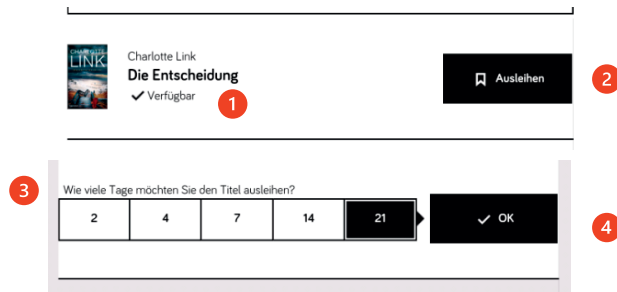 CHARLOTTE
LINK
Charlotte Link
Die Entscheidung
✓ Verfügbar
1
Ausleihen
2
3
Wie viele Tage möchten Sie den Titel ausleihen?
2 4 7 14 21
✓ OK
4